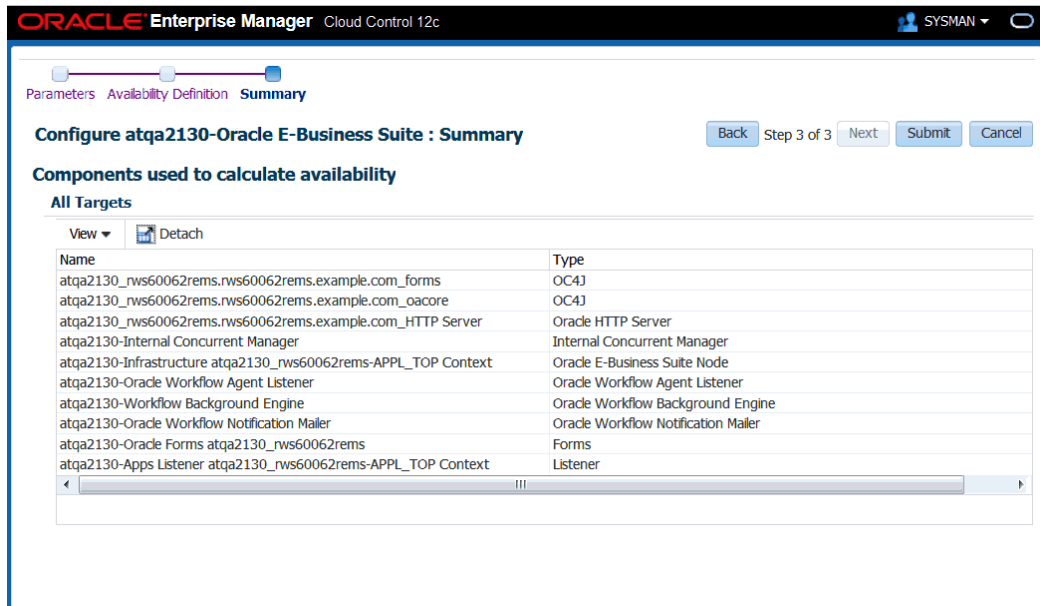 ORACLE Enterprise Manager Cloud Control 12c SYSMAN
Parameters Availability Definition Summary
Configure atqa2130-Oracle E-Business Suite : Summary Back Step 3 of 3 Next Submit Cancel
Components used to calculate availability
All Targets
View Detach
Name Type
atqa2130_rws60062rems.rws60062rems.example.com_forms OC4J
atqa2130_rws60062rems.rws60062rems.example.com_oacore OC4J
atqa2130_rws60062rems.rws60062rems.example.com_HTTP Server Oracle HTTP Server
atqa2130-Internal Concurrent Manager Internal Concurrent Manager
atqa2130-Infrastructure atqa2130_rws60062rems-APPL_TOP Context Oracle E-Business Suite Node
atqa2130-Oracle Workflow Agent Listener Oracle Workflow Agent Listener
atqa2130-Workflow Background Engine Oracle Workflow Background Engine
atqa2130-Oracle Workflow Notification Mailer Oracle Workflow Notification Mailer
atqa2130-Oracle Forms atqa2130_rws60062rems Forms
atqa2130-Apps Listener atqa2130_rws60062rems-APPL_TOP Context Listener